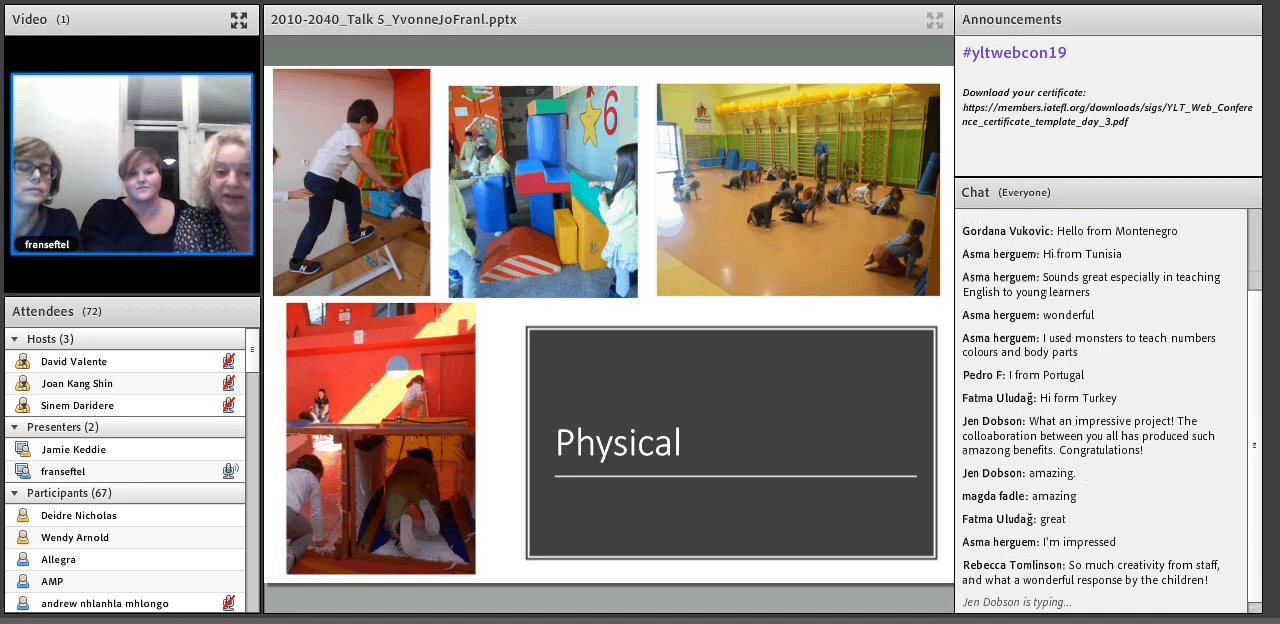 Video (1)
franseftel
Attendees (72)
Hosts (3)
David Valente
Joan Kang Shin
Sinem Daridere
Presenters (2)
Jamie Keddie
franseftel
Participants (67)
Deidre Nicholas
Wendy Arnold
Allegra
AMP
andrew nhlanhla mhlongo
2010-2040_Talk 5_YvonneJoFranl.pptx
6
Physical
Announcements
#yltwebcon19
Download your certificate:
https://members.iatefl.org/downloads/sigs/YLT_Web_Confere
nce_certificate_template_day_3.pdf
Chat (Everyone)
Gordana Vukovic: Hello from Montenegro
Asma herguem: Hi from Tunisia
Asma herguem: Sounds great especially in teaching
English to young learners
Asma herguem: wonderful
Asma herguem: I used monsters to teach numbers
colours and body parts
Pedro F: I from Portugal
Fatma Uludağ: Hi form Turkey
Jen Dobson: What an impressive project! The
colloaboration between you all has produced such
amazong benefits. Congratulations!
Jen Dobson: amazing.
magda fadle: amazing
Fatma Uludağ: great
Asma herguem: I'm impressed
Rebecca Tomlinson: So much creativity from staff,
and what a wonderful response by the children!
Jen Dobson is typing...